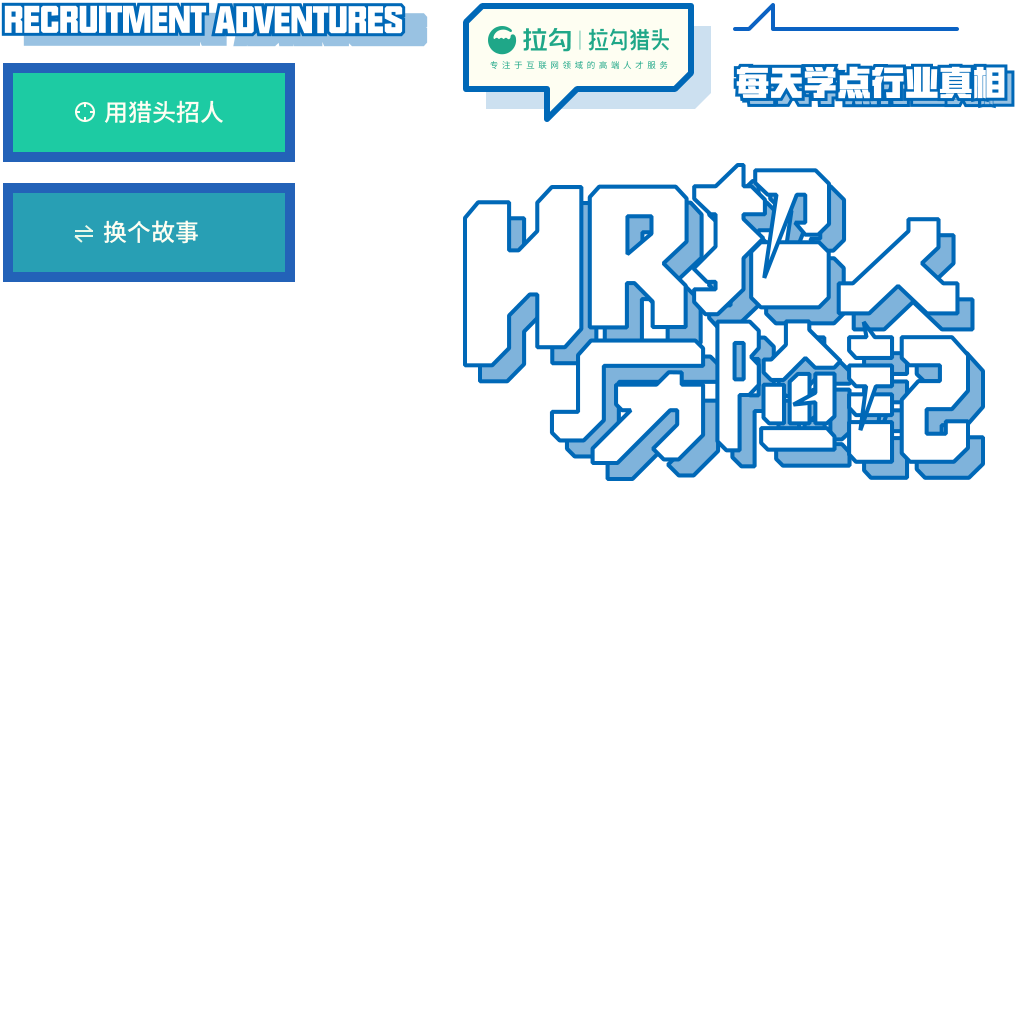 RECRUITMENT ADVENTURES
拉勾 | 拉勾猎头
专注于互联网领域的高端人才服务
每天学点行业真相
用猎头招人
换个故事
HR招人
历险记